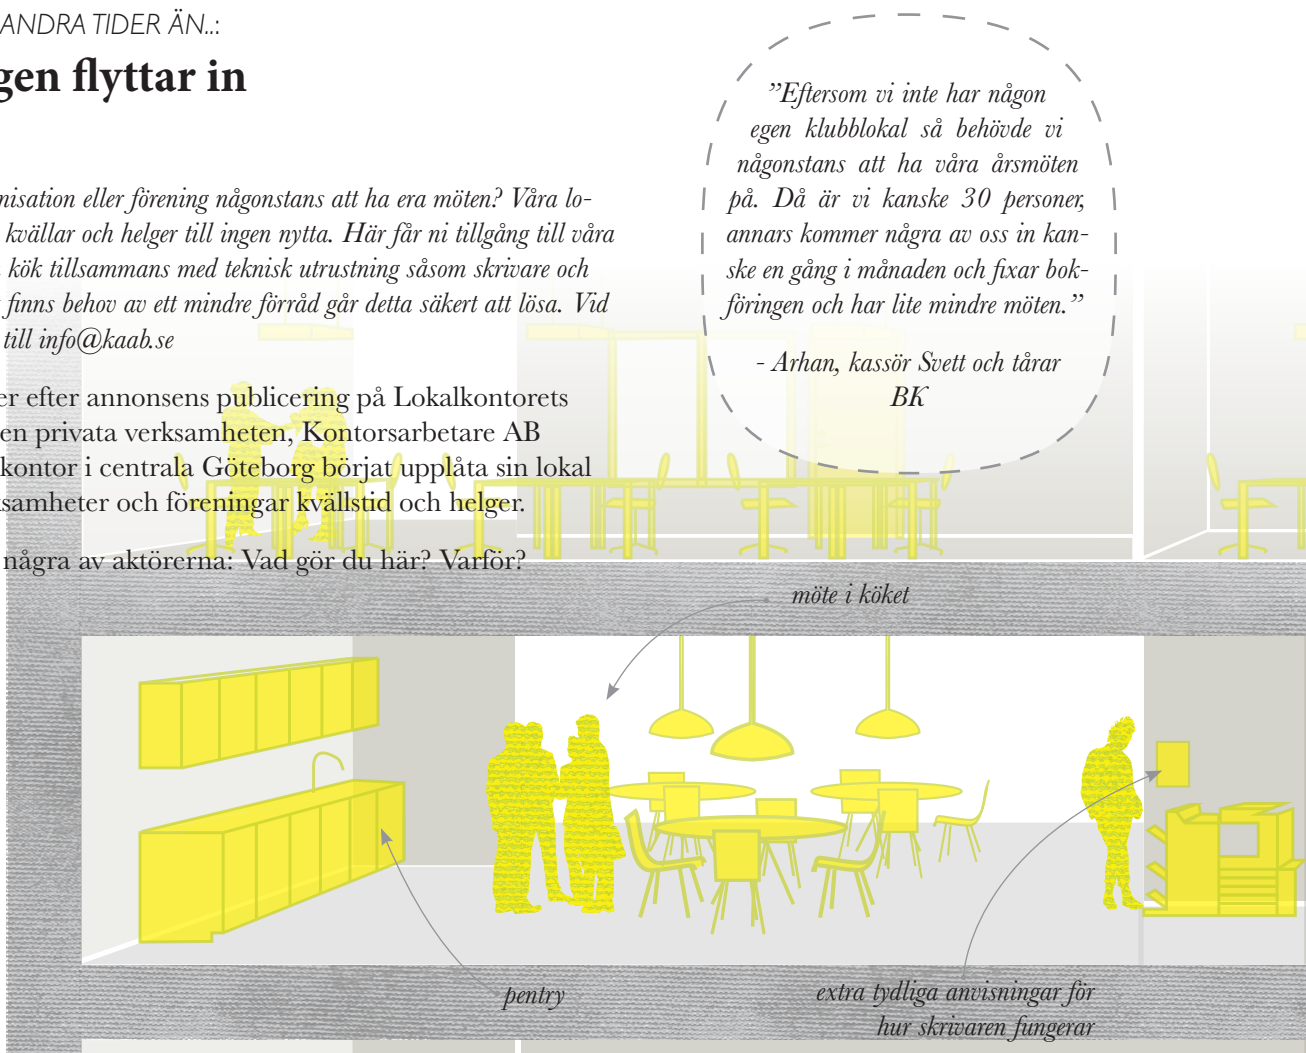 ANDRA TIDER ÄN..:
gen flyttar in
nisation eller förening någonstans att ha era möten? Våra lo-
kvällar och helger till ingen nytta. Här får ni tillgång till våra
kök tillsammans med teknisk utrustning såsom skrivare och
finns behov av ett mindre förråd går detta säkert att lösa. Vid
till info@kaab.se
er efter annonsens publicering på Lokalkontorets
en privata verksamheten, Kontorsarbetare AB
kontor i centrala Göteborg börjat upplåta sin lokal
ksamheter och föreningar kvällstid och helger.
några av aktörerna: Vad gör du här? Varför?
”Eftersom vi inte har någon
egen klubblokal så behövde vi
någonstans att ha våra årsmöten
på. Då är vi kanske 30 personer,
annars kommer några av oss in kan-
ske en gång i månaden och fixar bok-
föringen och har lite mindre möten.”
- Arhan, kassör Svett och tårar
BK
möte i köket
pentry
extra tydliga anvisningar för
hur skrivaren fungerar